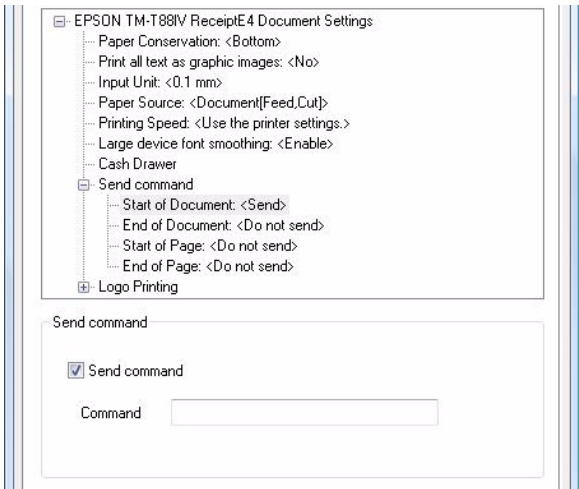 EPSON TM-T88IV ReceiptE4 Document Settings
Paper Conservation: <Bottom>
Print all text as graphic images: <No>
Input Unit: <0.1 mm>
Paper Source: <Document[Feed,Cut]>
Printing Speed: <Use the printer settings.>
Large device font smoothing: <Enable>
Cash Drawer
Send command
Start of Document: <Send>
End of Document: <Do not send>
Start of Page: <Do not send>
End of Page: <Do not send>
Logo Printing
Send command
Send command
Command